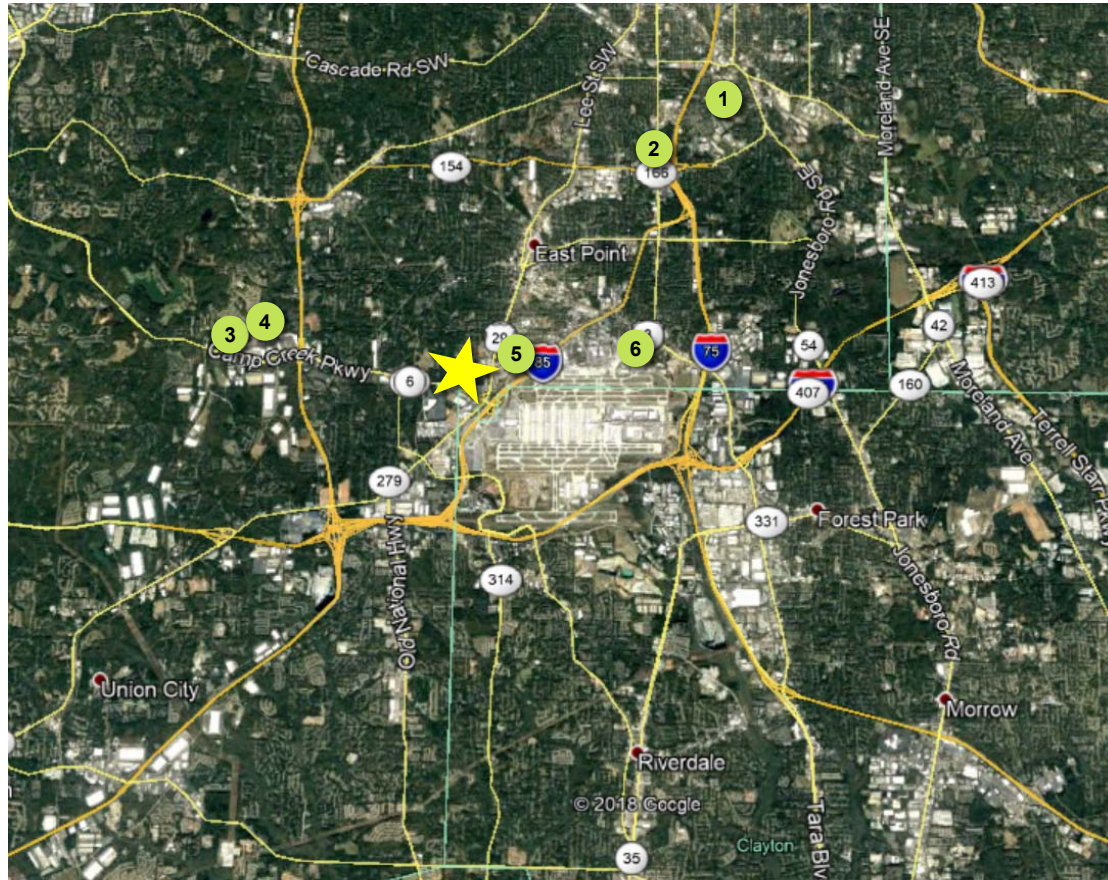 1
Cascade Rd SW
Lee St SW
Moreland Ave SE
2
154
166
Jonesboro Rd SE
East Point
413
4
3
42
29
6
54
5
85
75
Camp Creek Pkwy
6
407
160
Moreland Ave
Terrell Starr Pkwy
279
331
Forest Park
314
Jonesboro Rd
Old National Hwy
Union City
Morrow
Riverdale
© 2018 Google
Tara Blv
Clayton
35